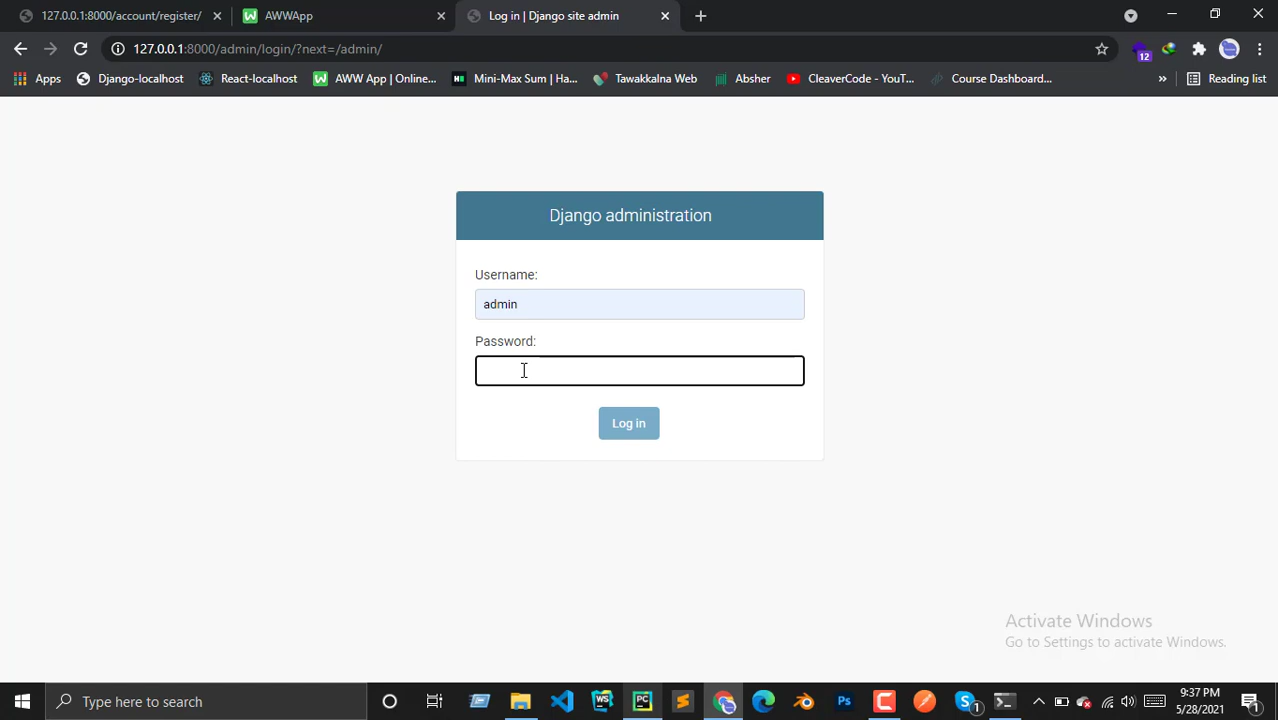 127.0.0.1:8000/account/register/
AWWApp
Log in | Django site admin
127.0.0.1:8000/admin/login/?next=/admin/
12
Apps
Django-localhost
React-localhost
AWW App | Online...
Mini-Max Sum | Ha...
Tawakkalna Web
Absher
CleaverCode - YouT...
Course Dashboard...
»
Reading list
Django administration
Username:
admin
Password:
Log in
Activate Windows
Go to Settings to activate Windows.
Type here to search
9:37 PM
5/28/2021